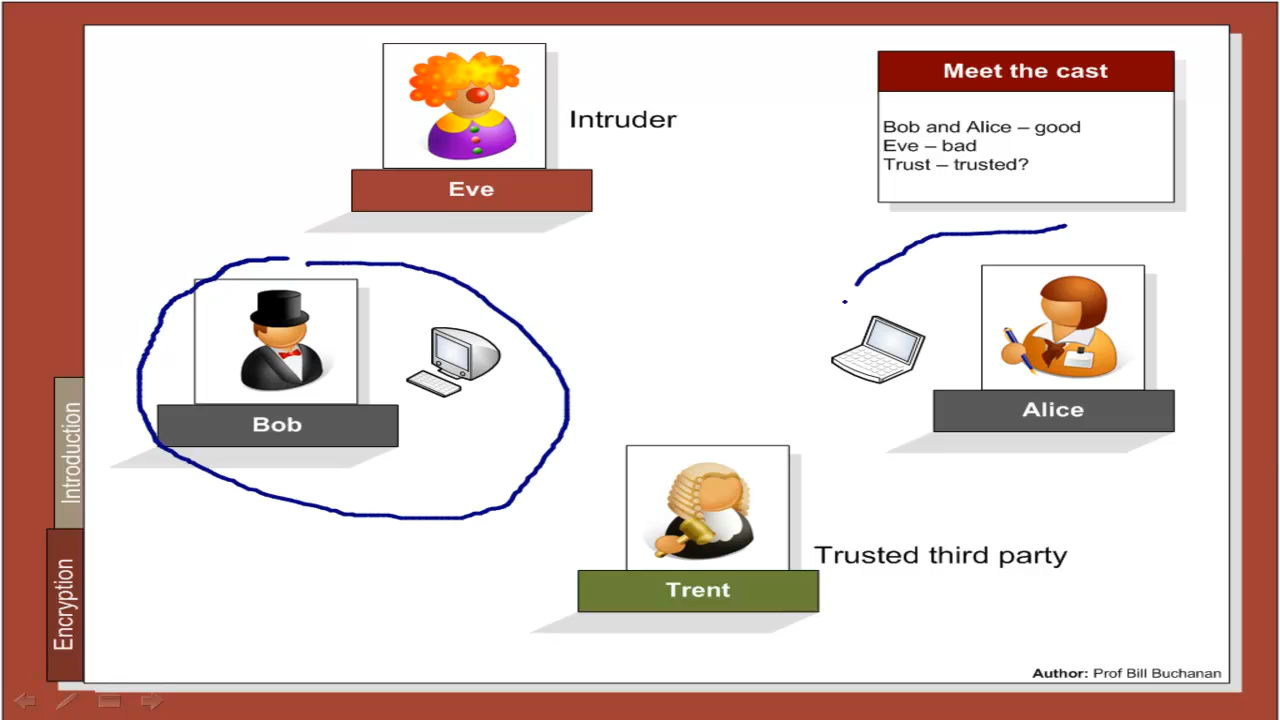 Meet the cast
Bob and Alice – good
Eve – bad
Trust – trusted?
Intruder
Eve
Bob
Alice
Trusted third party
Trent
Introduction
Encryption
Author: Prof Bill Buchanan